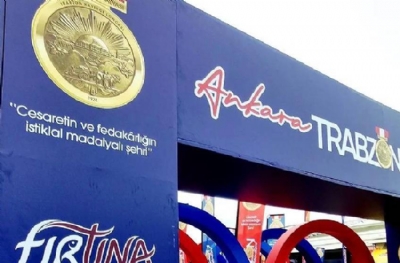 "Cesaretin ve fedakârlığın
istiklal madalyalı şehri"
FIRTINA
Ankara TRABZON